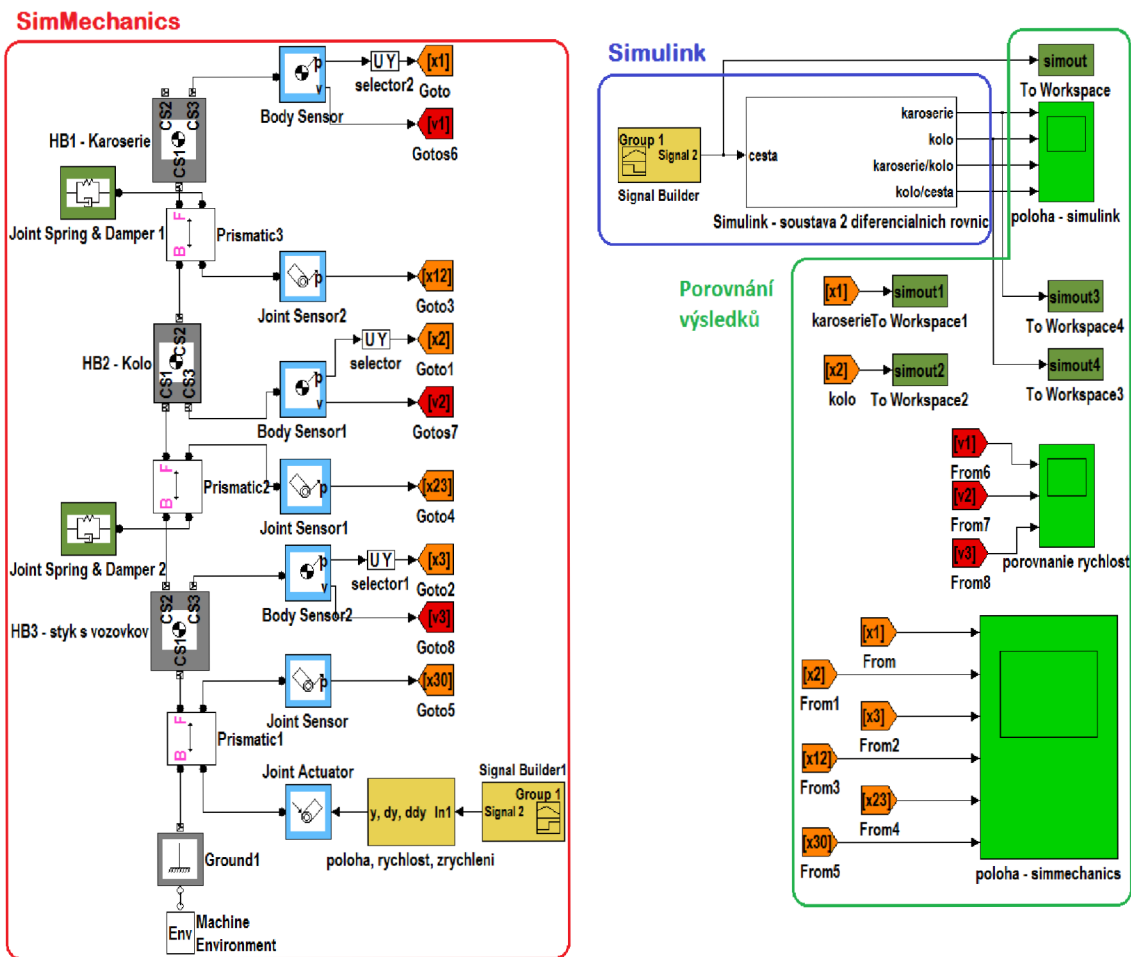 SimMechanics
CS2
CS3
CS1
HB1 - Karoserie
p
v
Body Sensor
U Y
selector2
[x1]
Goto
[v1]
Gotos6
Joint Spring & Damper 1
F
B
Prismatic3
p
Joint Sensor2
[x12]
Goto3
CS2
CS1
CS3
HB2 - Kolo
p
v
Body Sensor1
U Y
selector
[x2]
Goto1
[v2]
Gotos7
F
B
Prismatic2
p
Joint Sensor1
[x23]
Goto4
Joint Spring & Damper 2
CS2
CS3
CS1
HB3 - styk s vozovkov
p
v
Body Sensor2
U Y
selector1
[x3]
Goto2
[v3]
Goto8
F
B
Prismatic1
p
Joint Sensor
[x30]
Goto5
Joint Actuator
y, dy, ddy In1
poloha, rychlost, zrychleni
Signal Builder1
Group 1
Signal 2
Ground1
Env
Machine
Environment
Simulink
Group 1
Signal 2
Signal Builder
cesta
karoserie
kolo
karoserie/kolo
kolo/cesta
Simulink - soustava 2 diferencialnich rovnic
simout
To Workspace
poloha - simulink
Porovnání
výsledků
[x1]
karoserie
simout1
To Workspace1
[x2]
kolo
simout2
To Workspace2
simout3
To Workspace4
simout4
To Workspace3
[v1]
From6
[v2]
From7
[v3]
From8
porovnanie rychlost
[x1]
From
[x2]
From1
[x3]
From2
[x12]
From3
[x23]
From4
[x30]
From5
poloha - simmechanics